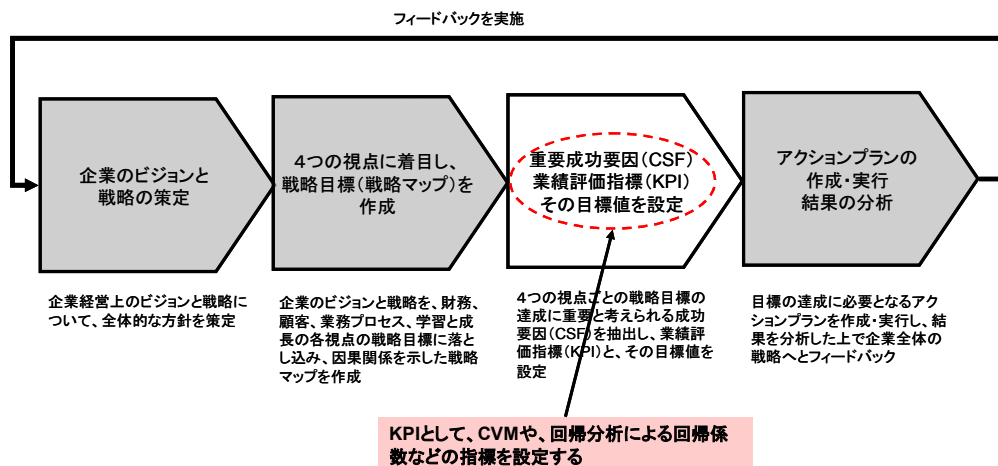 フィードバックを実施
企業のビジョンと
戦略の策定
4つの視点に着目し、
戦略目標(戦略マップ)を
作成
重要成功要因(CSF)
業績評価指標(KPI)
その目標値を設定
アクションプランの
作成・実行
結果の分析
企業経営上のビジョンと戦略に
ついて、全体的な方針を策定
企業のビジョンと戦略を、財務、
顧客、業務プロセス、学習と成
長の各視点の戦略目標に落と
し込み、因果関係を示した戦略
マップを作成
4つの視点ごとの戦略目標の
達成に重要と考えられる成功
要因(CSF)を抽出し、業績評
価指標(KPI)と、その目標値を
設定
目標の達成に必要となるアク
ションプランを作成・実行し、結
果を分析した上で企業全体の
戦略へとフィードバック
KPIとして、CVMや、回帰分析による回帰係
数などの指標を設定する